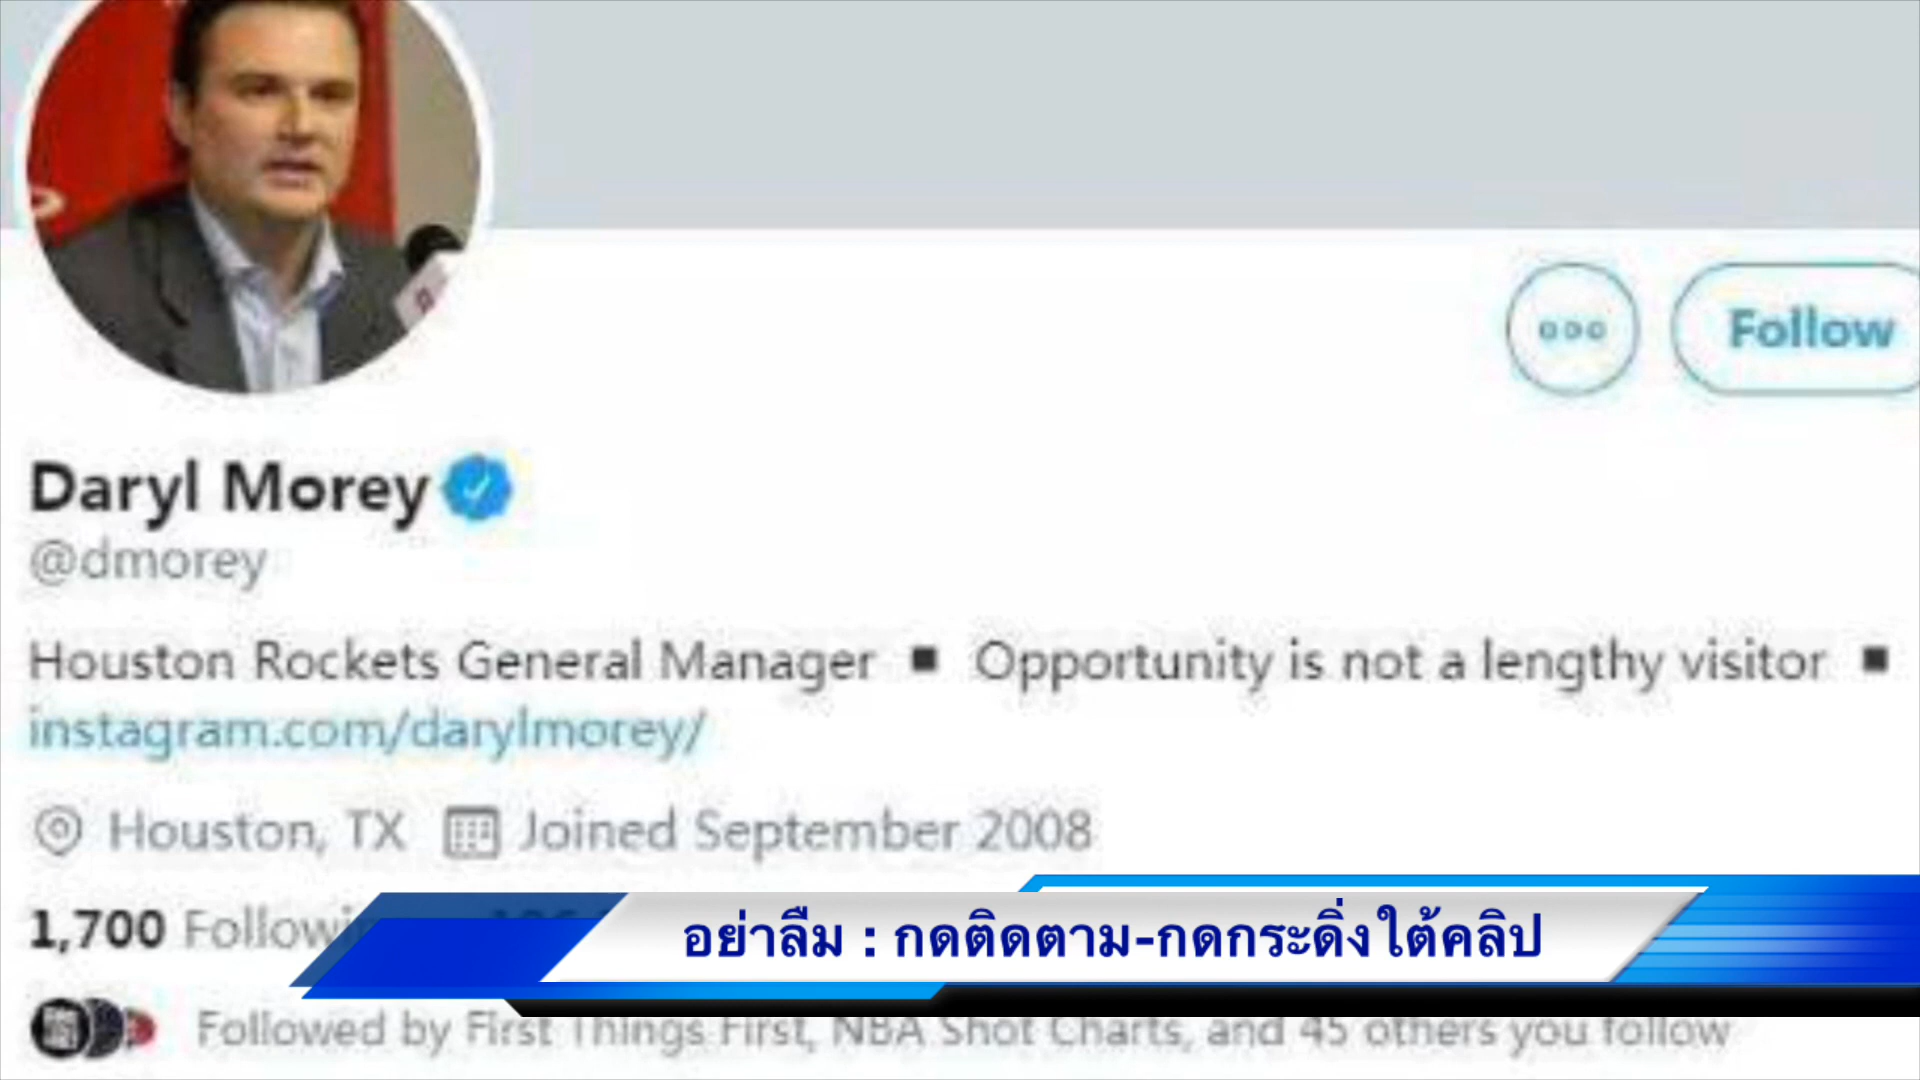 Daryl Morey
@dmorey
Houston Rockets General Manager ■ Opportunity is not a lengthy visitor ■
instagram.com/darylmorey/
Houston, TX Joined September 2008
1,700 Followi
อย่าลืม : กดติดตาม-กดกระดิ่งใต้คลิป
Followed by First Things First, NBA Shot Charts, and 45 others you follow
Follow